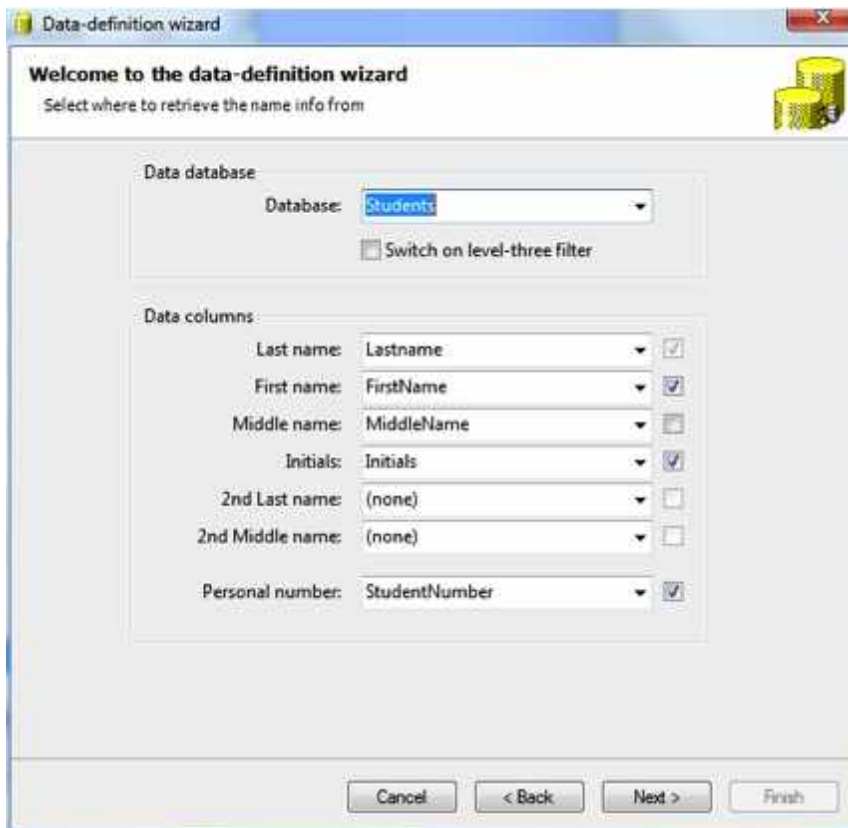 Data-definition wizard
Welcome to the data-definition wizard
Select where to retrieve the name info from
Data database
Database: Students
Switch on level-three filter
Data columns
Last name: Lastname
First name: FirstName
Middle name: MiddleName
Initials: Initials
2nd Last name: (none)
2nd Middle name: (none)
Personal number: StudentNumber
Cancel < Back Next > Finish